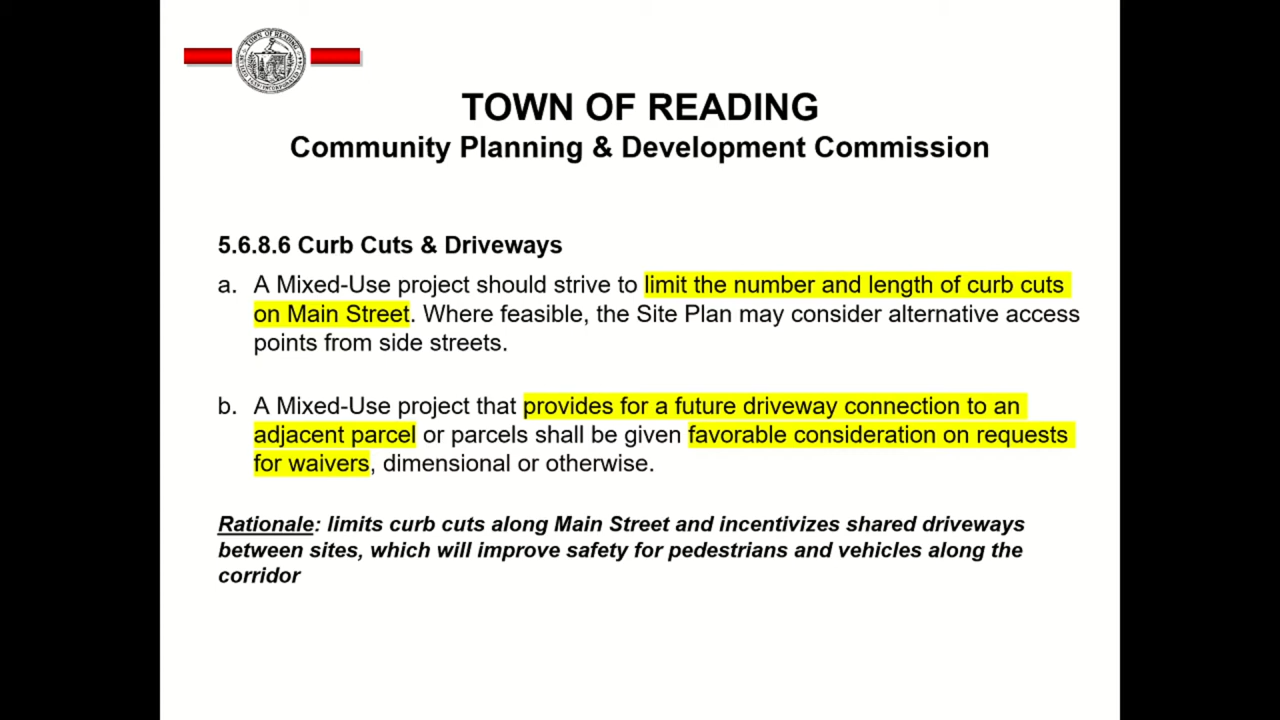 TOWN OF READING
Community Planning & Development Commission
5.6.8.6 Curb Cuts & Driveways
a. A Mixed-Use project should strive to limit the number and length of curb cuts
on Main Street. Where feasible, the Site Plan may consider alternative access
points from side streets.
b. A Mixed-Use project that provides for a future driveway connection to an
adjacent parcel or parcels shall be given favorable consideration on requests
for waivers, dimensional or otherwise.
Rationale: limits curb cuts along Main Street and incentivizes shared driveways
between sites, which will improve safety for pedestrians and vehicles along the
corridor